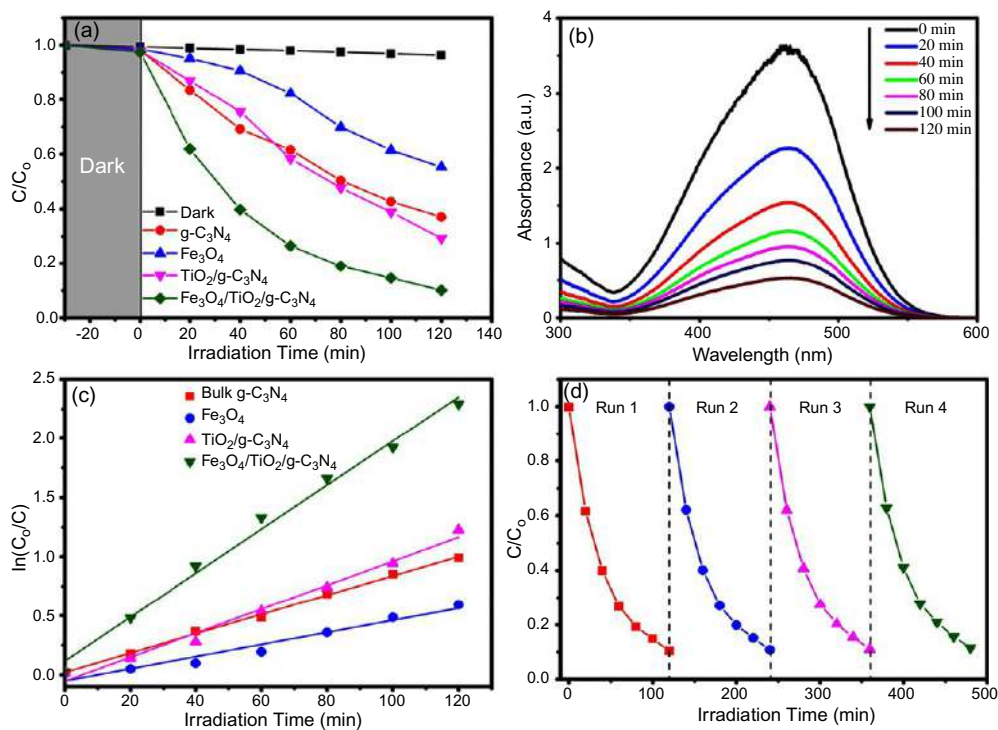 (a)
1.0
0.8
0.6
0.4
0.2
0.0
C/C₀
Dark
Dark
g-C₃N₄
Fe₃O₄
TiO₂/g-C₃N₄
Fe₃O₄/TiO₂/g-C₃N₄
-20 0 20 40 60 80 100 120 140
Irradiation Time (min)
(b)
4
3
2
1
0
Absorbance (a.u.)
0 min
20 min
40 min
60 min
80 min
100 min
120 min
300 400 500 600
Wavelength (nm)
(c)
2.5
2.0
1.5
1.0
0.5
0.0
ln(C₀/C)
Bulk g-C₃N₄
Fe₃O₄
TiO₂/g-C₃N₄
Fe₃O₄/TiO₂/g-C₃N₄
0 20 40 60 80 100 120
Irradiation Time (min)
(d)
1.0
0.8
0.6
0.4
0.2
0.0
C/C₀
Run 1 Run 2 Run 3 Run 4
0 100 200 300 400 500
Irradiation Time (min)